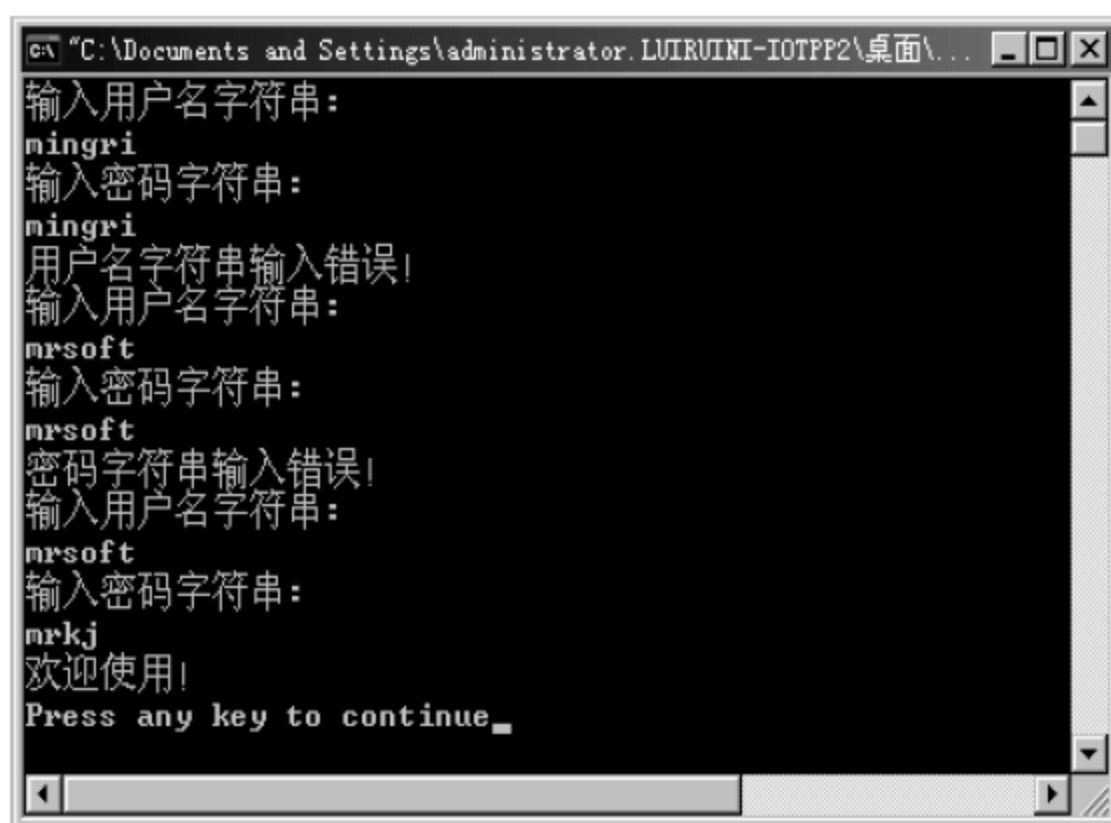 "C:\Documents and Settings\administrator.LUIRUINI-IOTPP2\桌面\...
输入用户名字符串:
mingri
输入密码字符串:
mingri
用户名字符串输入错误!
输入用户名字符串:
mrsoft
输入密码字符串:
mrsoft
密码字符串输入错误!
输入用户名字符串:
mrsoft
输入密码字符串:
mrkj
欢迎使用!
Press any key to continue_